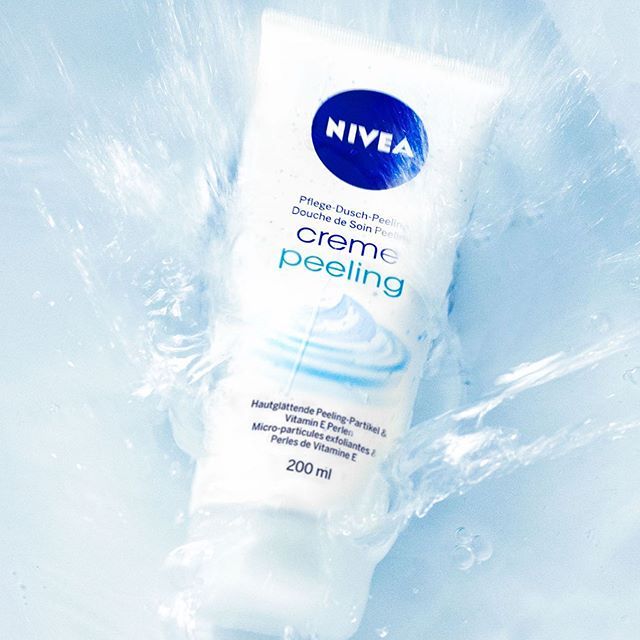 NIVEA
Pflege-Dusch-Peeling
Douche de Soin Peeling
creme
peeling
Hautglättende Peeling-Partikel &
Vitamin E Perlen
Micro-particules exfoliantes &
Perles de Vitamine E
200 ml